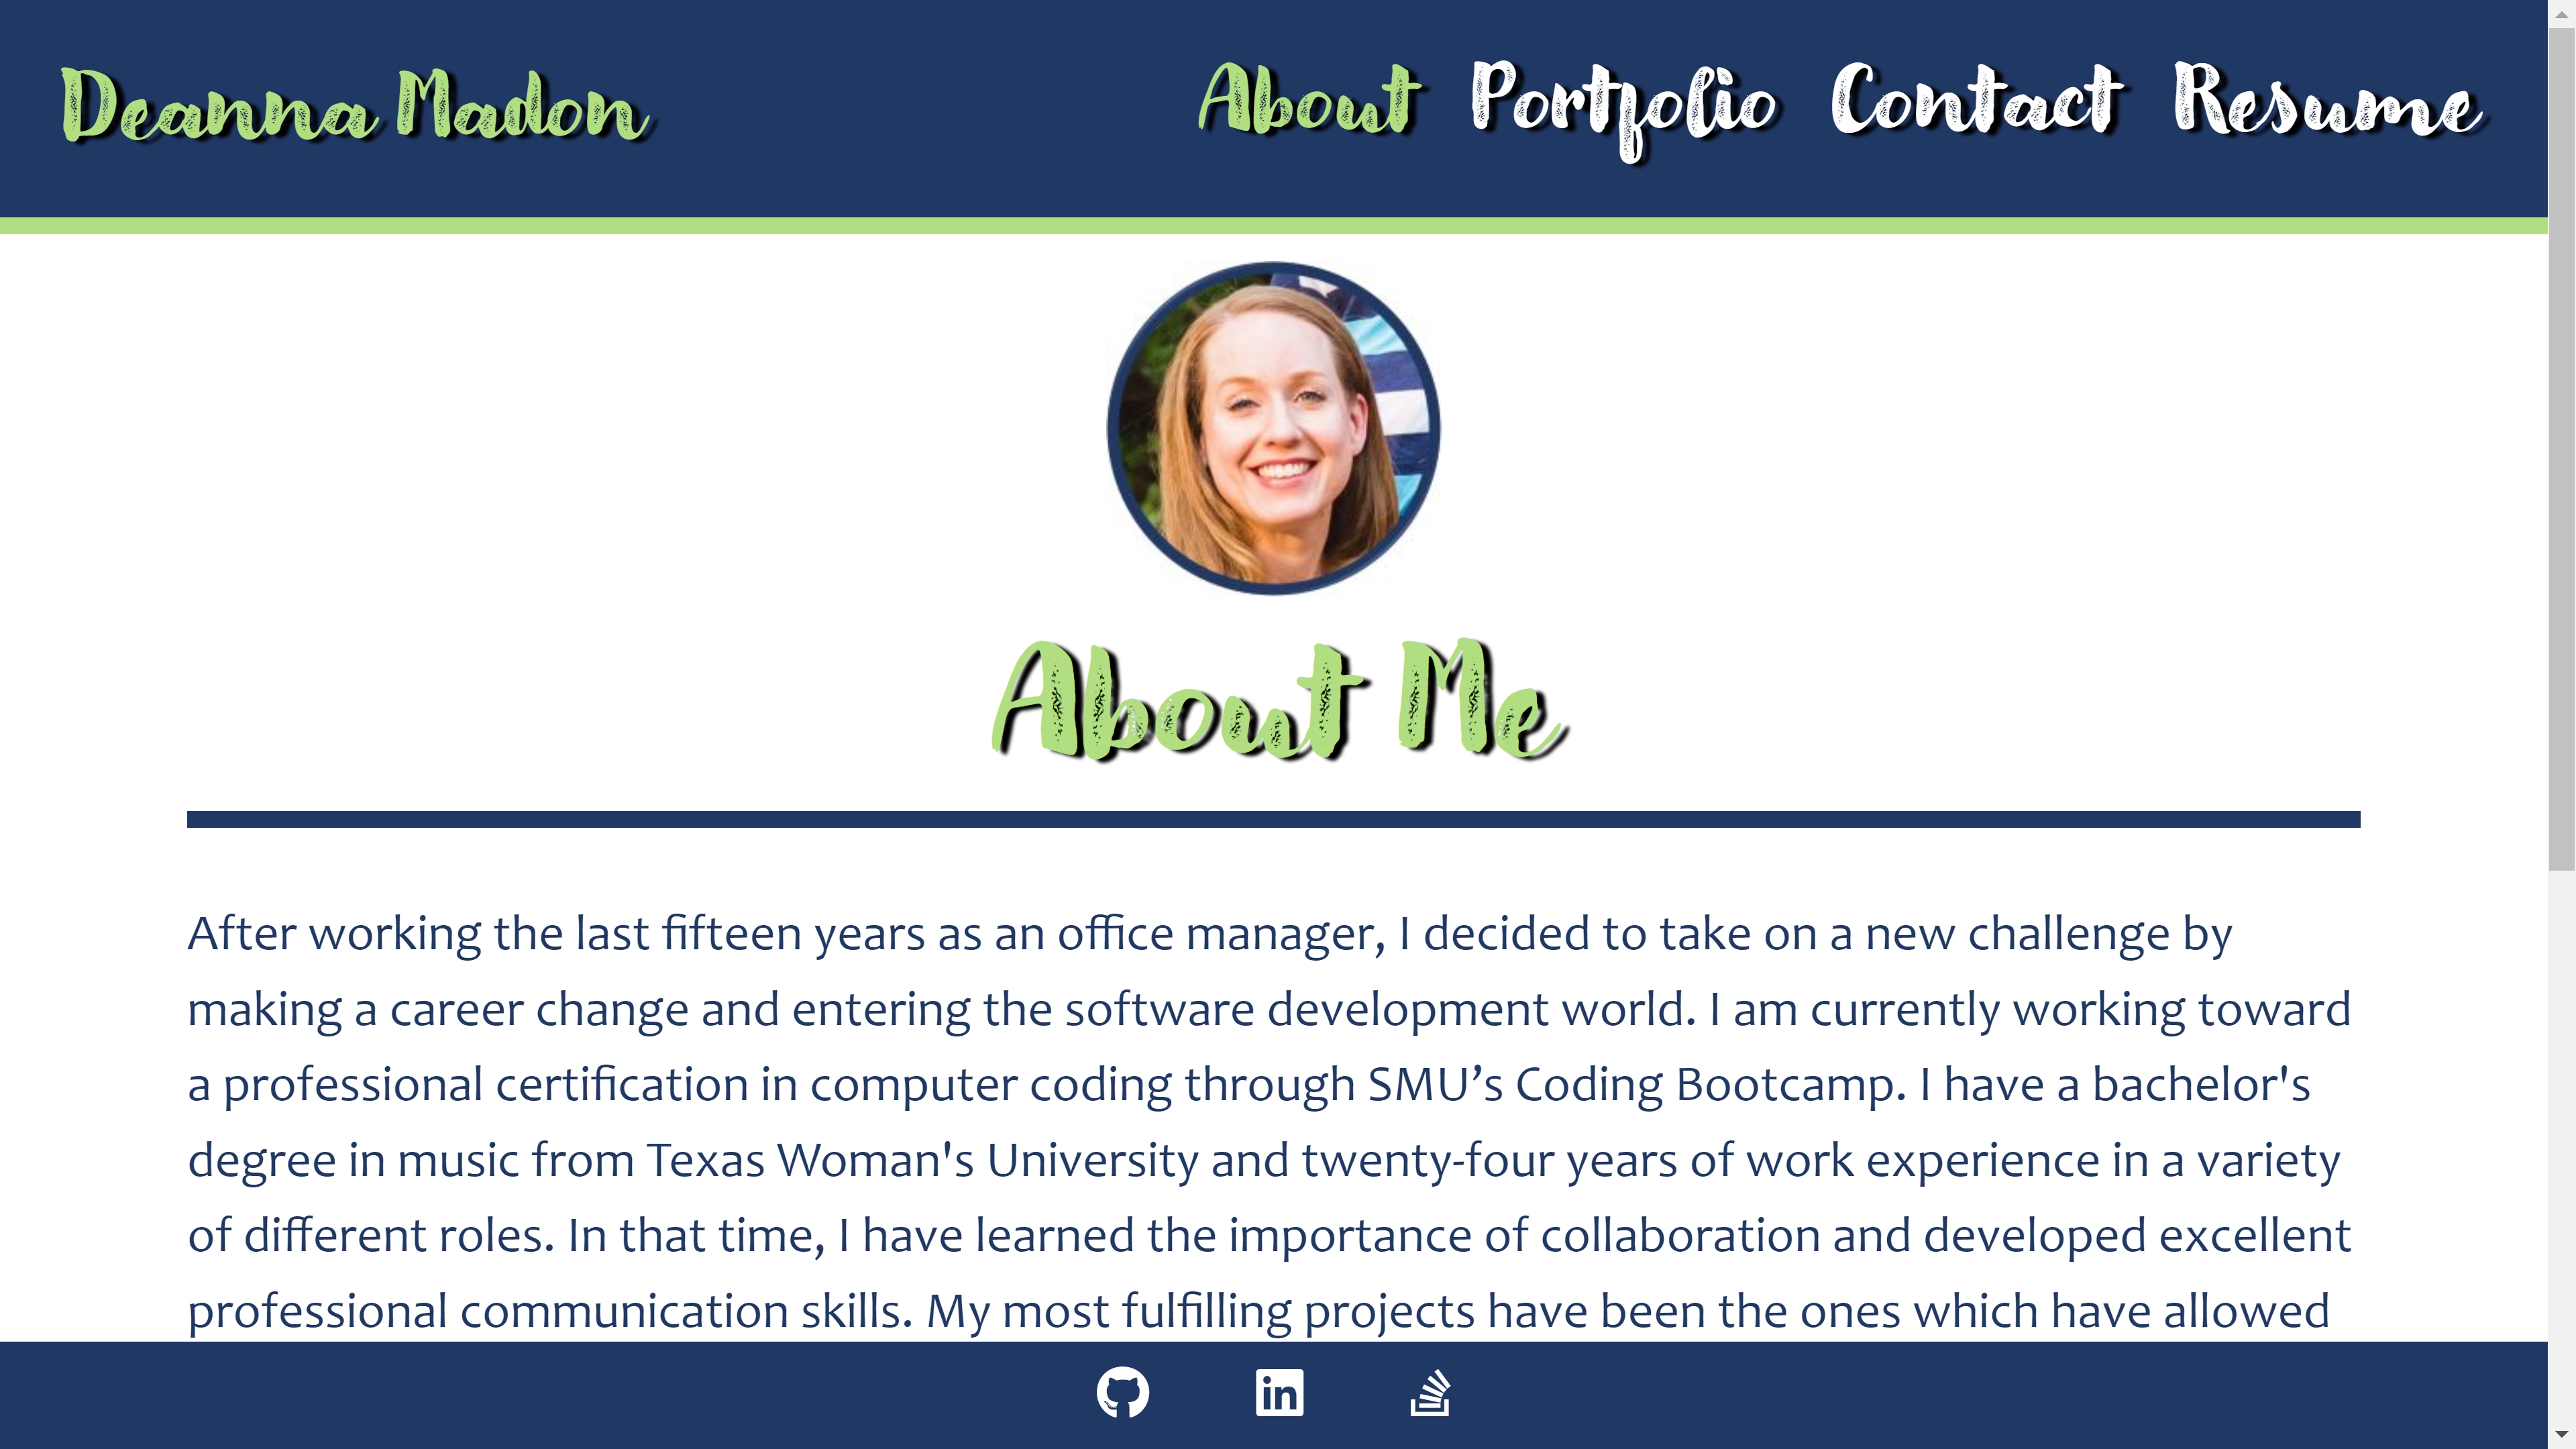 Deanna Madon
About Portfolio Contact Resume
About Me
After working the last fifteen years as an office manager, I decided to take on a new challenge by
making a career change and entering the software development world. I am currently working toward
a professional certification in computer coding through SMU’s Coding Bootcamp. I have a bachelor's
degree in music from Texas Woman's University and twenty-four years of work experience in a variety
of different roles. In that time, I have learned the importance of collaboration and developed excellent
professional communication skills. My most fulfilling projects have been the ones which have allowed
in